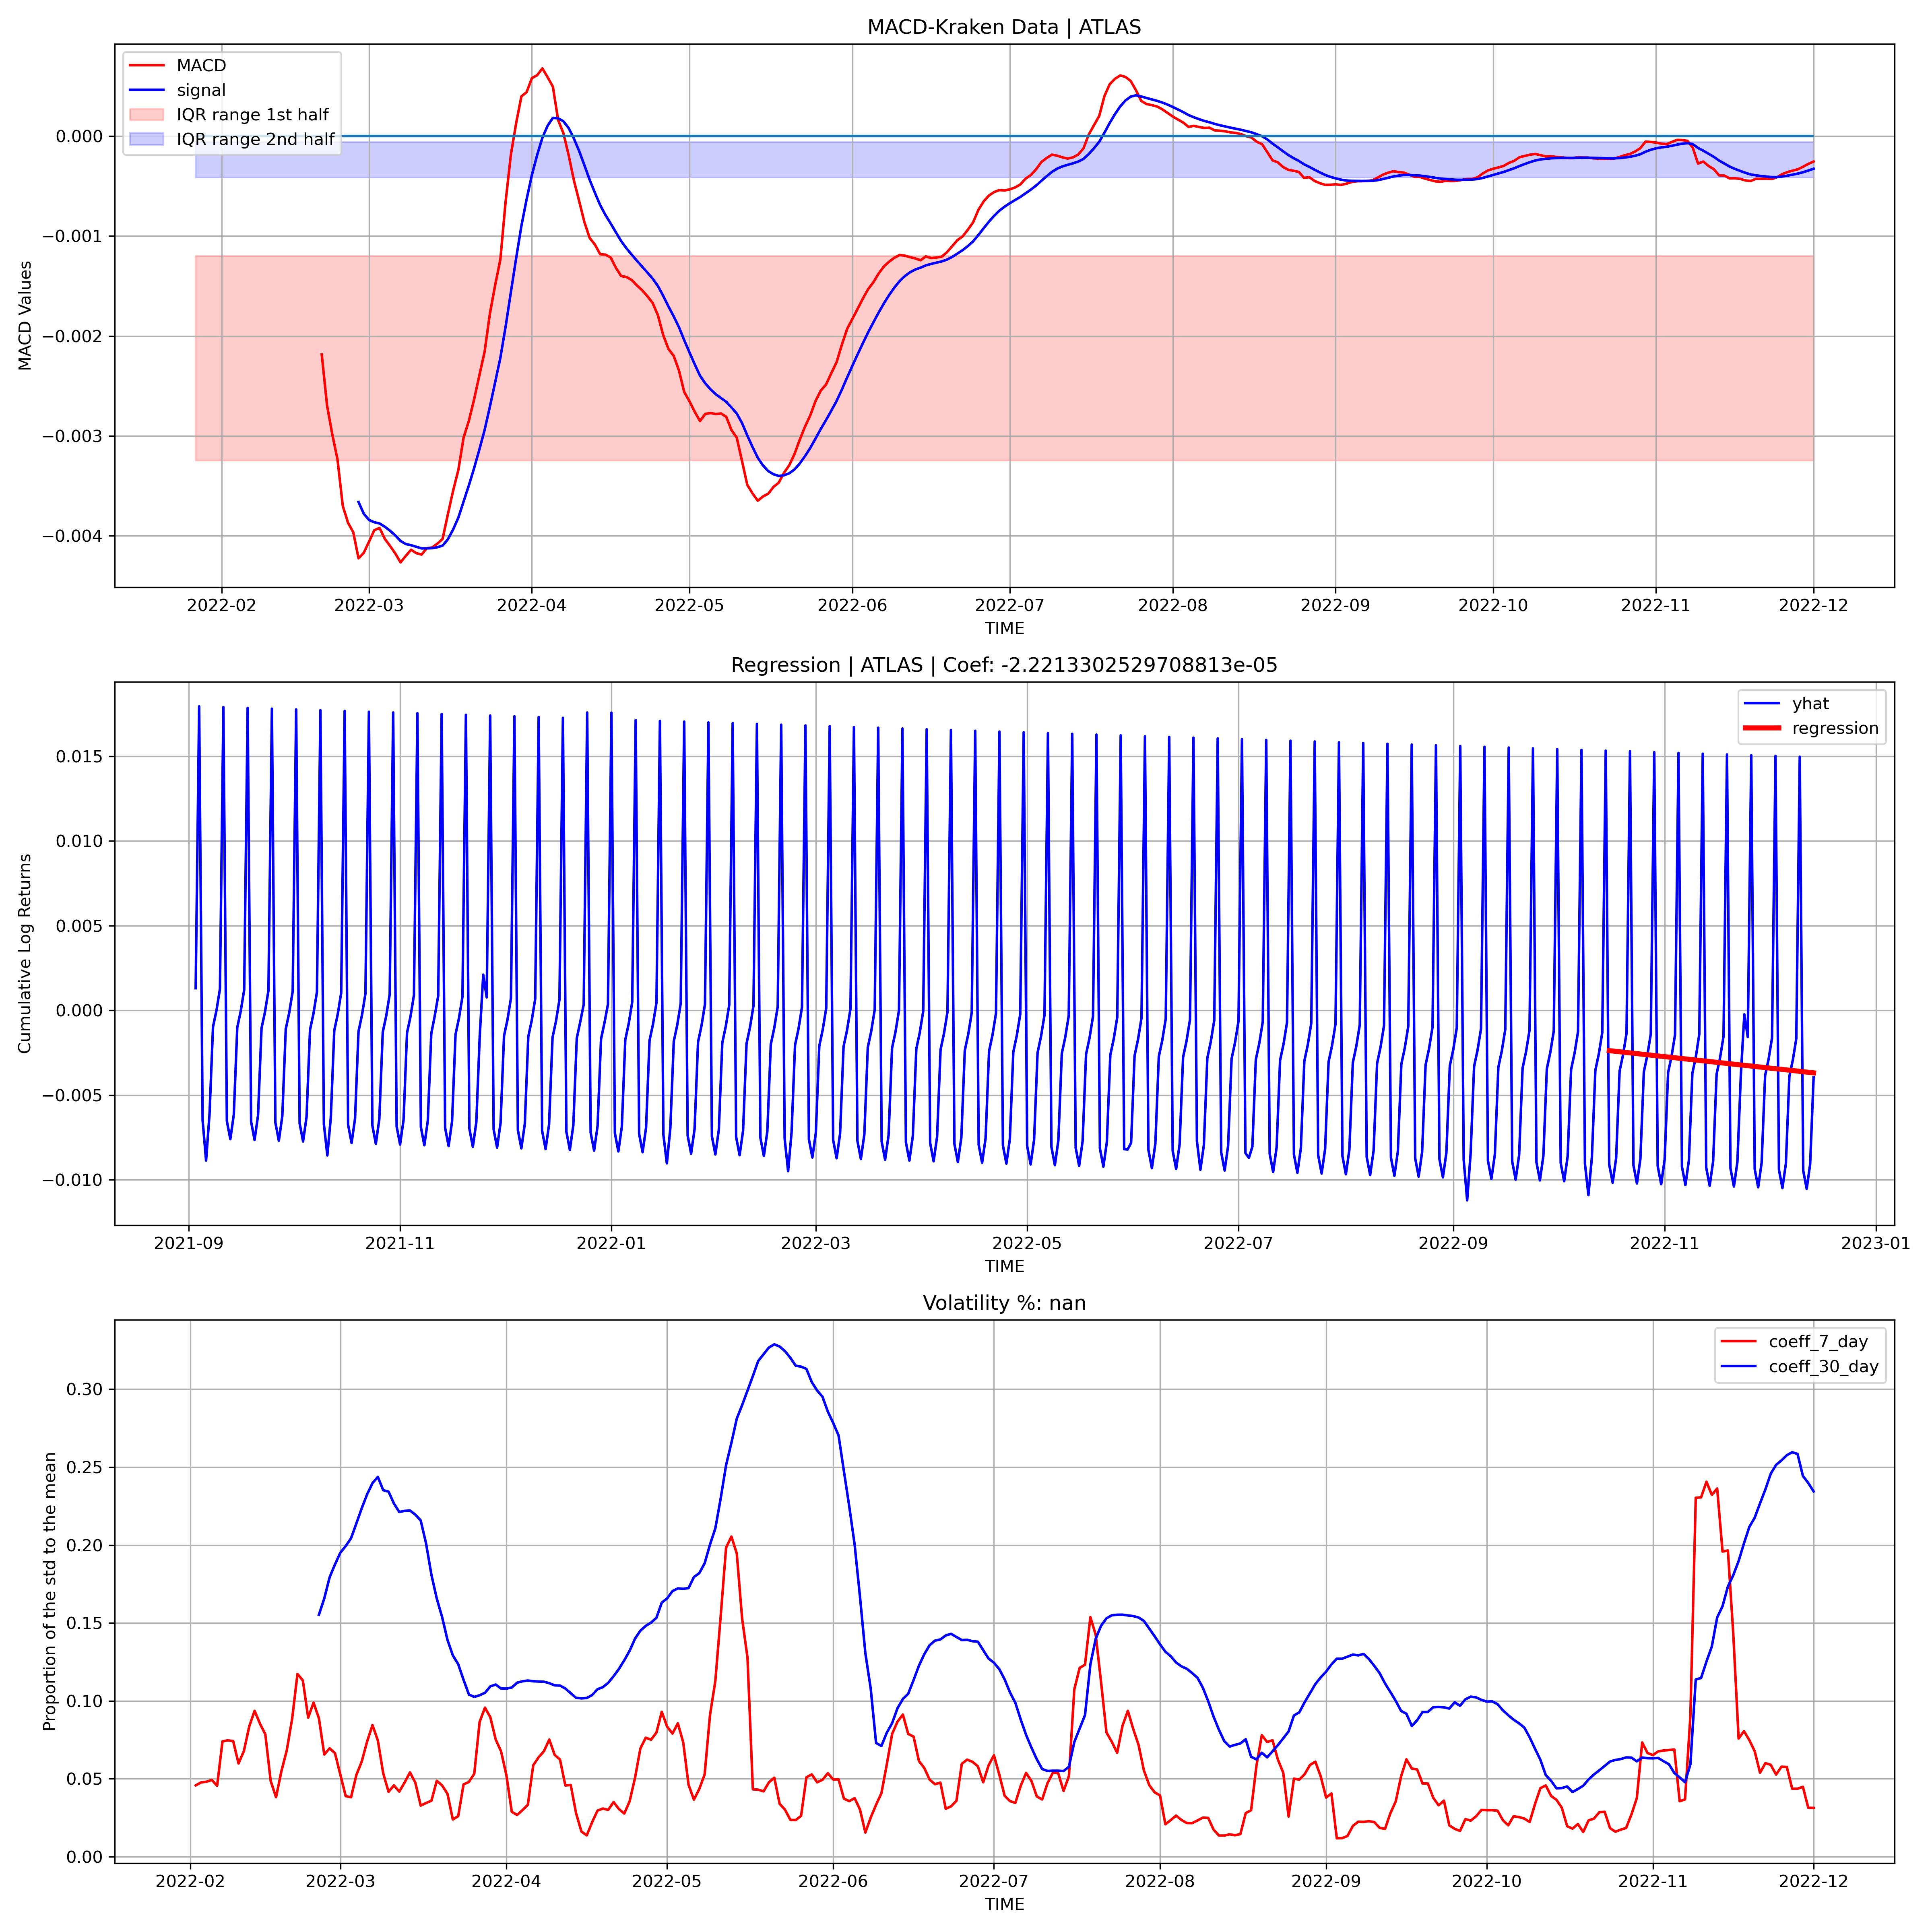 MACD-Kraken Data | ATLAS
MACD
signal
IQR range 1st half
IQR range 2nd half
0.000
−0.001
−0.002
−0.003
−0.004
MACD Values
2022-02 2022-03 2022-04 2022-05 2022-06 2022-07 2022-08 2022-09 2022-10 2022-11 2022-12
TIME
Regression | ATLAS | Coef: -2.2213302529708813e-05
yhat
regression
0.015
0.010
0.005
0.000
−0.005
−0.010
Cumulative Log Returns
2021-09 2021-11 2022-01 2022-03 2022-05 2022-07 2022-09 2022-11 2023-01
TIME
Volatility %: nan
coeff_7_day
coeff_30_day
0.30
0.25
0.20
0.15
0.10
0.05
0.00
Proportion of the std to the mean
2022-02 2022-03 2022-04 2022-05 2022-06 2022-07 2022-08 2022-09 2022-10 2022-11 2022-12
TIME